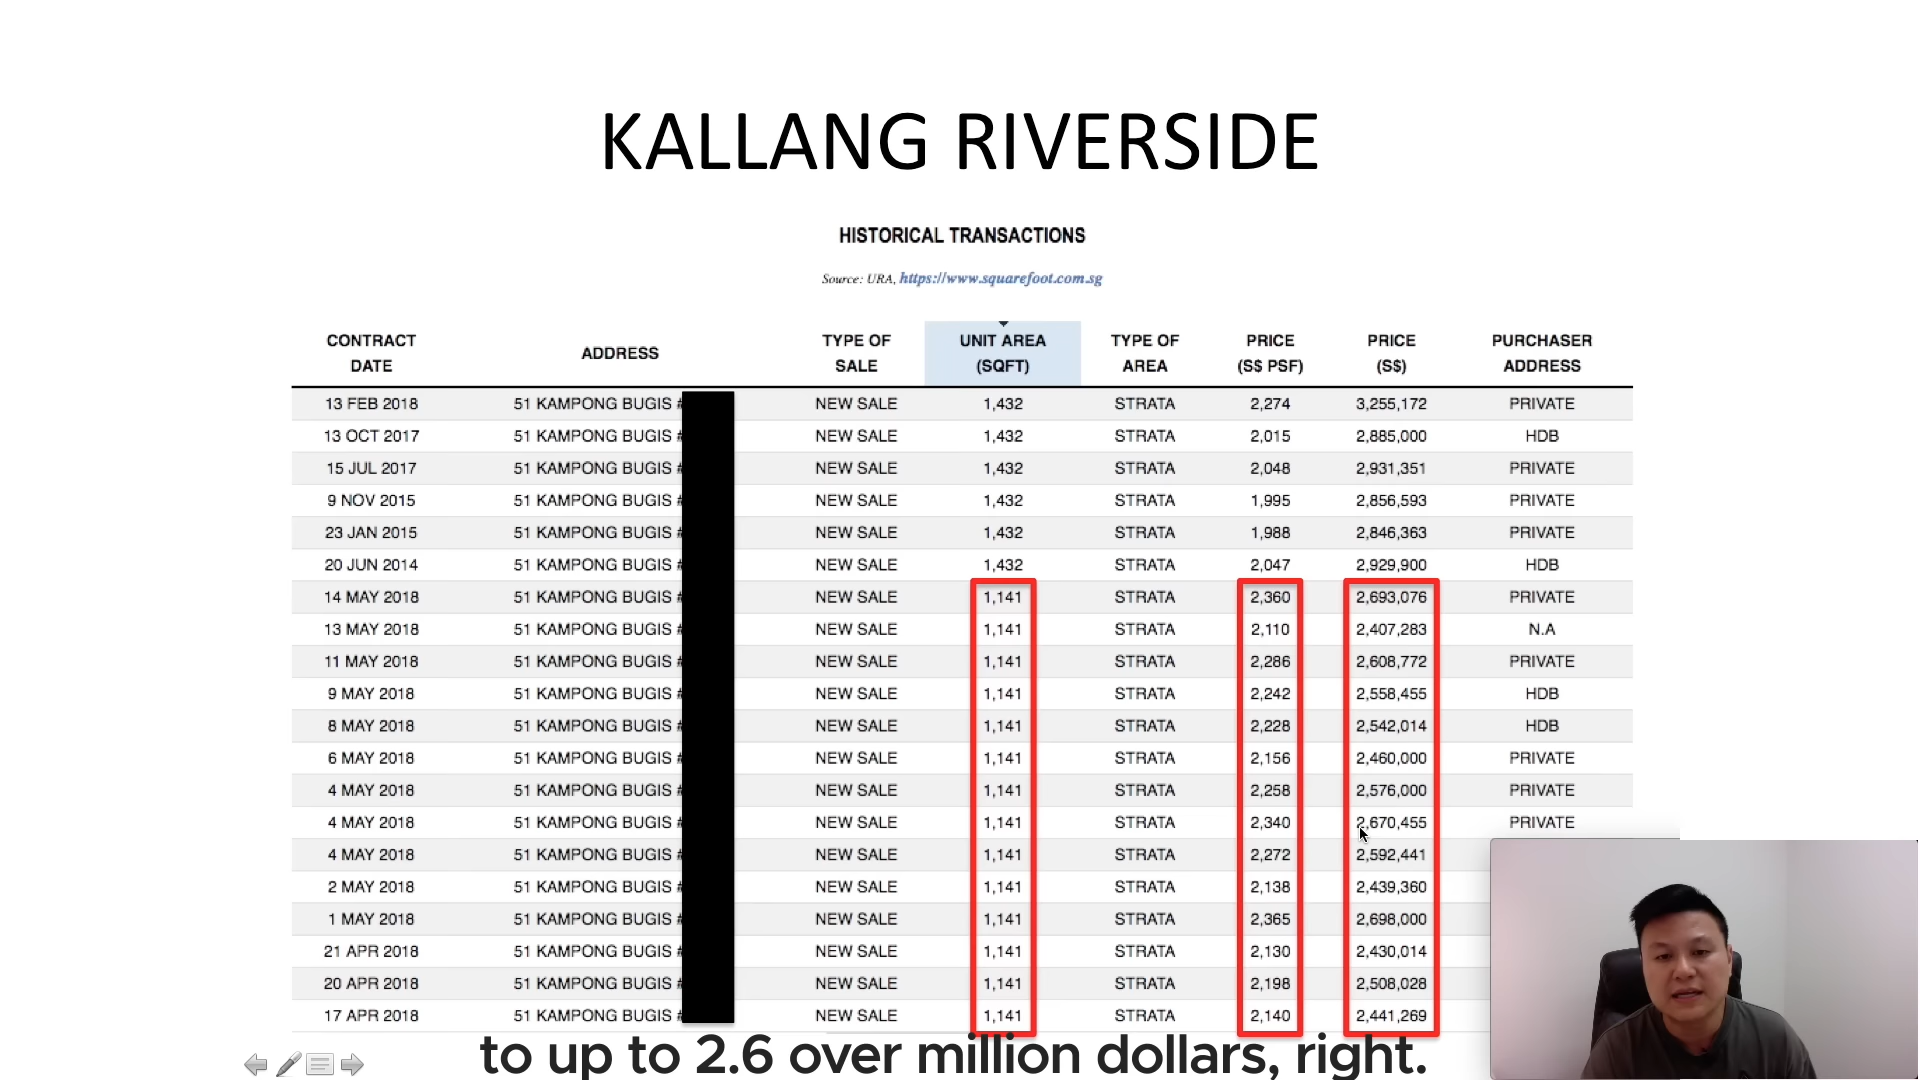 KALLANG RIVERSIDE
HISTORICAL TRANSACTIONS
Source: URA, https://www.squarefoot.com.sg
CONTRACT DATE ADDRESS TYPE OF SALE UNIT AREA (SQFT) TYPE OF AREA PRICE (S$ PSF) PRICE (S$) PURCHASER ADDRESS
13 FEB 2018 51 KAMPONG BUGIS # NEW SALE 1,432 STRATA 2,274 3,255,172 PRIVATE
13 OCT 2017 51 KAMPONG BUGIS # NEW SALE 1,432 STRATA 2,015 2,885,000 HDB
15 JUL 2017 51 KAMPONG BUGIS # NEW SALE 1,432 STRATA 2,048 2,931,351 PRIVATE
9 NOV 2015 51 KAMPONG BUGIS # NEW SALE 1,432 STRATA 1,995 2,856,593 PRIVATE
23 JAN 2015 51 KAMPONG BUGIS # NEW SALE 1,432 STRATA 1,988 2,846,363 PRIVATE
20 JUN 2014 51 KAMPONG BUGIS # NEW SALE 1,432 STRATA 2,047 2,929,900 HDB
14 MAY 2018 51 KAMPONG BUGIS # NEW SALE 1,141 STRATA 2,360 2,693,076 PRIVATE
13 MAY 2018 51 KAMPONG BUGIS # NEW SALE 1,141 STRATA 2,110 2,407,283 N.A
11 MAY 2018 51 KAMPONG BUGIS # NEW SALE 1,141 STRATA 2,286 2,608,772 PRIVATE
9 MAY 2018 51 KAMPONG BUGIS # NEW SALE 1,141 STRATA 2,242 2,558,455 HDB
8 MAY 2018 51 KAMPONG BUGIS # NEW SALE 1,141 STRATA 2,228 2,542,014 HDB
6 MAY 2018 51 KAMPONG BUGIS # NEW SALE 1,141 STRATA 2,156 2,460,000 PRIVATE
4 MAY 2018 51 KAMPONG BUGIS # NEW SALE 1,141 STRATA 2,258 2,576,000 PRIVATE
4 MAY 2018 51 KAMPONG BUGIS # NEW SALE 1,141 STRATA 2,340 2,670,455 PRIVATE
4 MAY 2018 51 KAMPONG BUGIS # NEW SALE 1,141 STRATA 2,272 2,592,441
2 MAY 2018 51 KAMPONG BUGIS # NEW SALE 1,141 STRATA 2,138 2,439,360
1 MAY 2018 51 KAMPONG BUGIS # NEW SALE 1,141 STRATA 2,365 2,698,000
21 APR 2018 51 KAMPONG BUGIS # NEW SALE 1,141 STRATA 2,130 2,430,014
20 APR 2018 51 KAMPONG BUGIS # NEW SALE 1,141 STRATA 2,198 2,508,028
17 APR 2018 51 KAMPONG BUGIS # NEW SALE 1,141 STRATA 2,140 2,441,269
to up to 2.6 over million dollars, right.